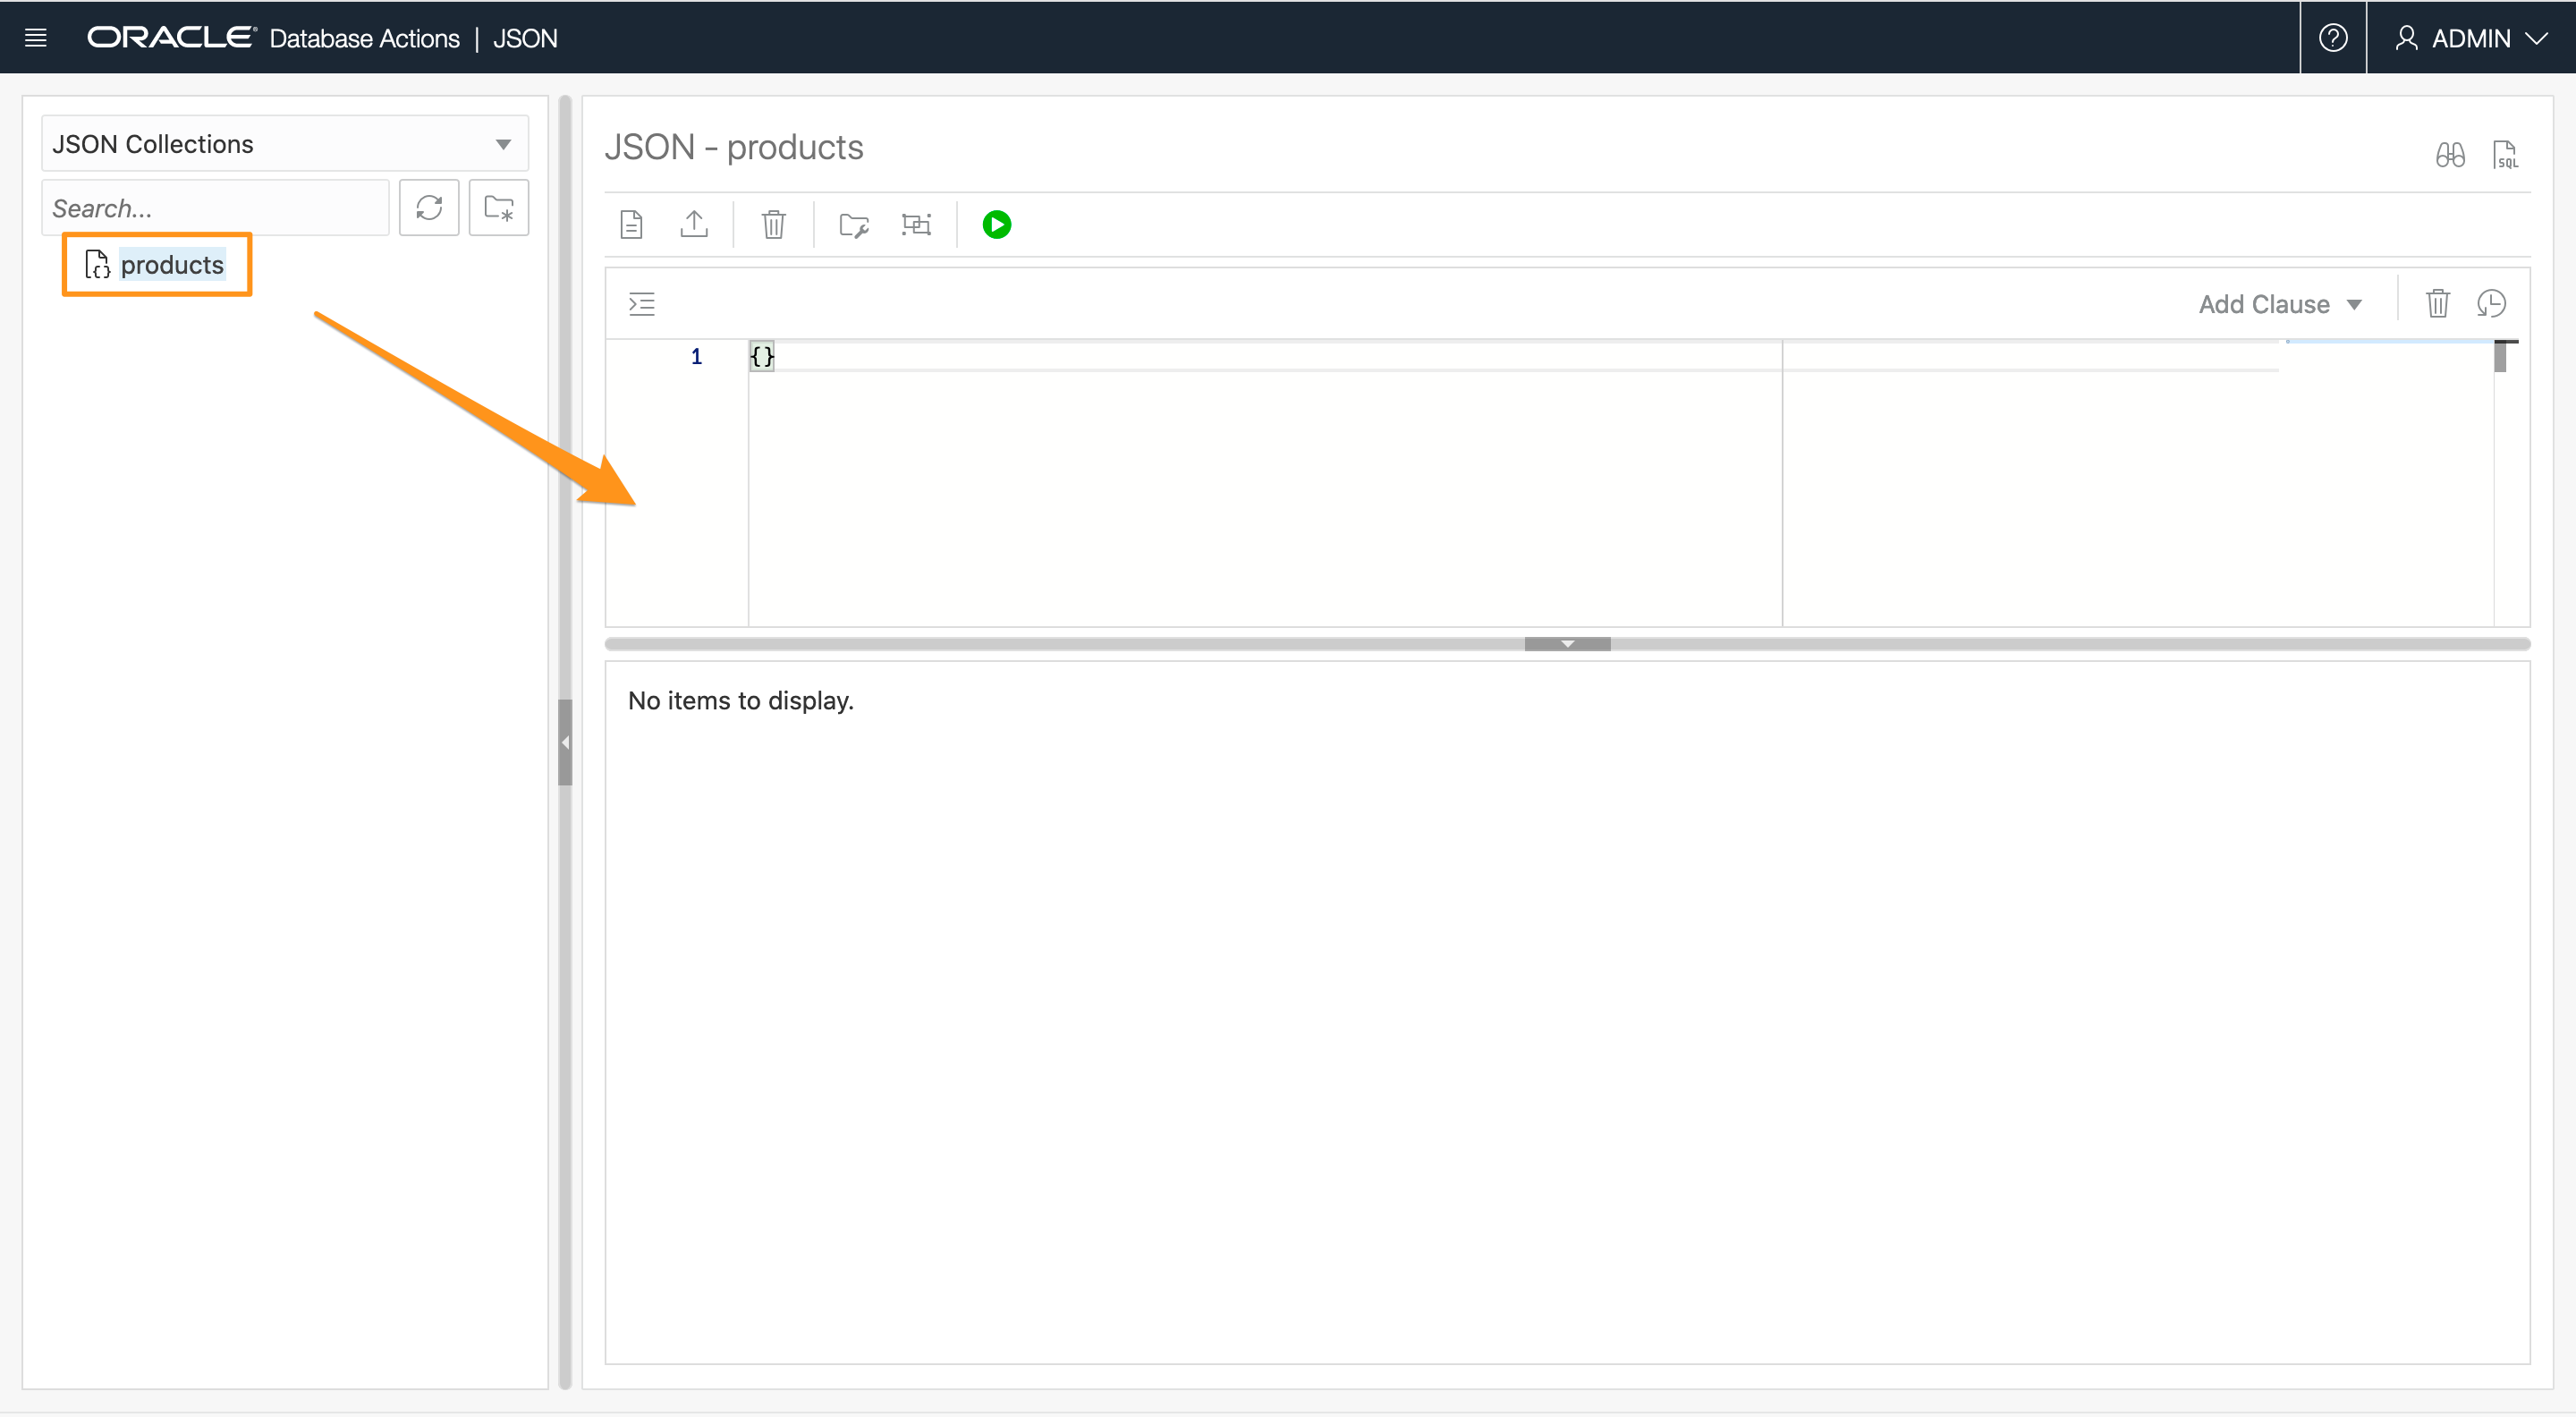 ORACLE Database Actions | JSON
ADMIN
JSON Collections
Search...
products
JSON - products
SQL
Add Clause
1 {}
No items to display.